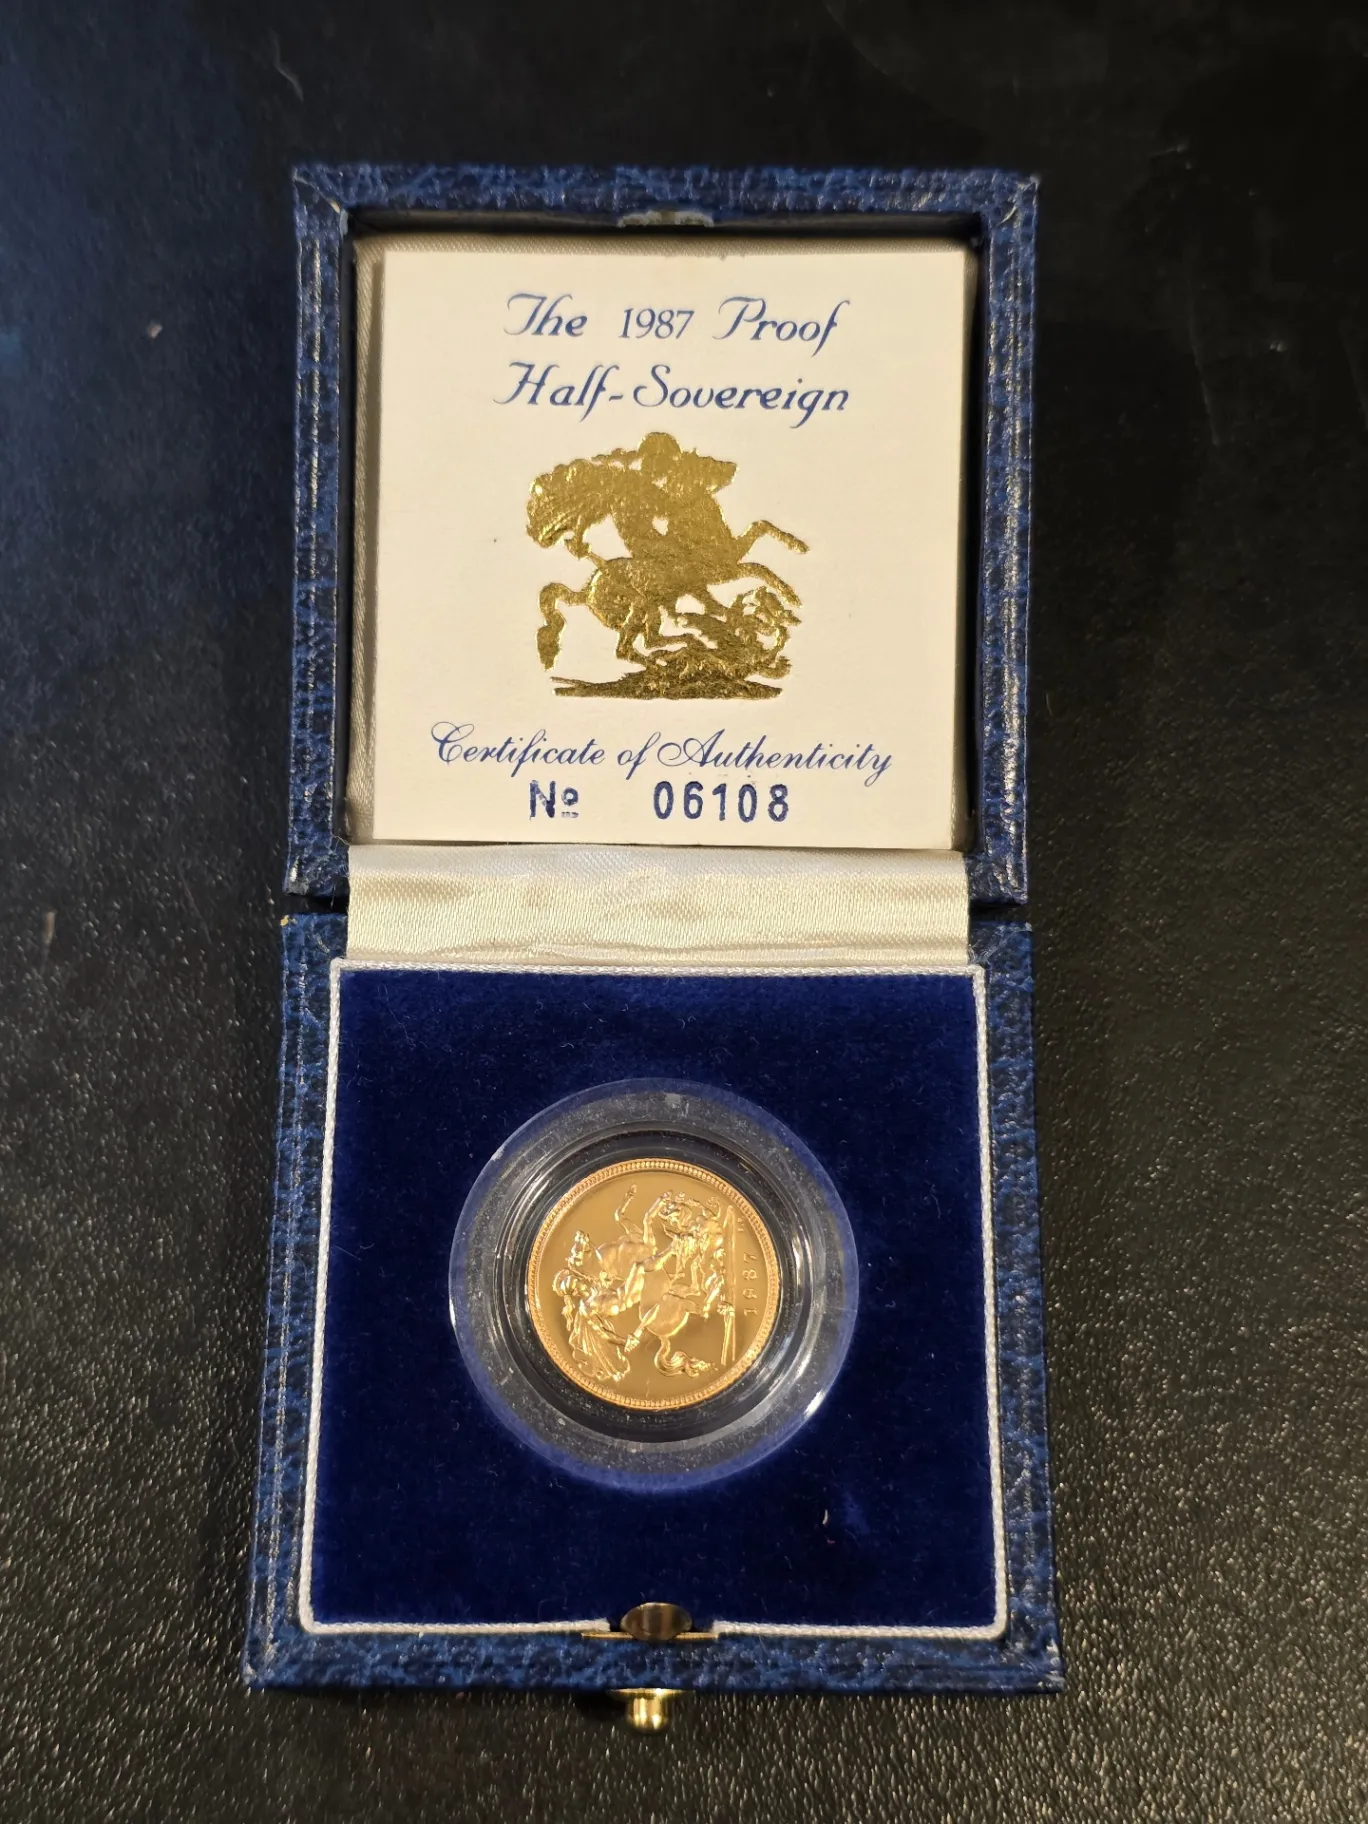 The 1987 Proof
Half-Sovereign
Certificate of Authenticity
Nº 06108
1987